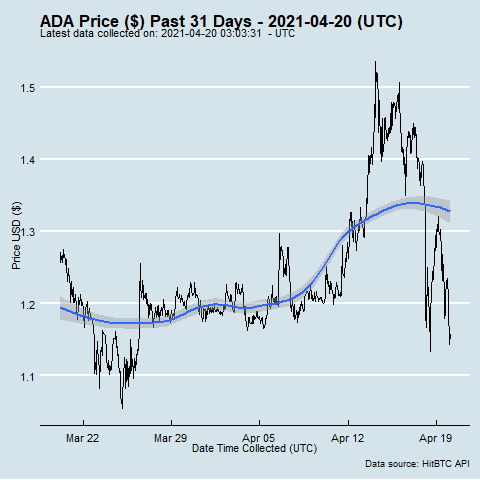 ADA Price ($) Past 31 Days - 2021-04-20 (UTC)
Latest data collected on: 2021-04-20 03:03:31 - UTC
1.5
1.4
1.3
1.2
1.1
Price USD ($)
Mar 22 Mar 29 Apr 05 Apr 12 Apr 19
Date Time Collected (UTC)
Data source: HitBTC API